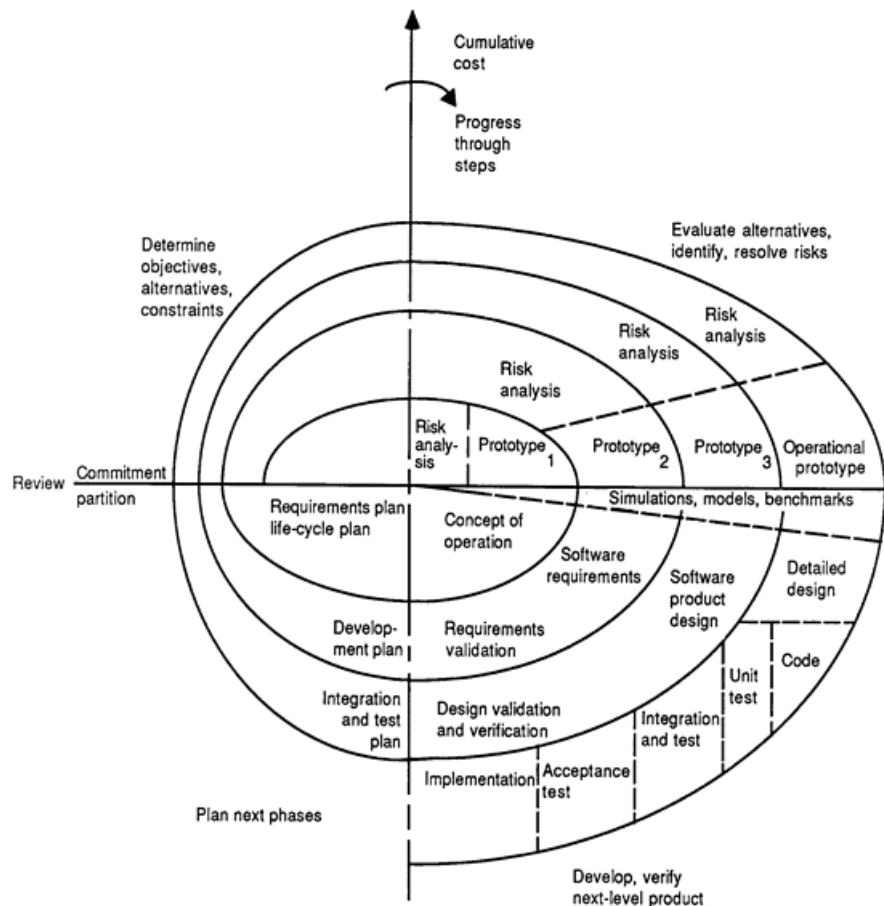 Cumulative
cost
Progress
through
steps
Evaluate alternatives,
identify, resolve risks
Determine
objectives,
alternatives,
constraints
Risk
analysis
Risk
analysis
Risk
analysis
Risk
analy-
sis
Prototype
1
Prototype
2
Prototype
3
Operational
prototype
Review
Commitment
partition
Simulations, models, benchmarks
Requirements plan
life-cycle plan
Concept of
operation
Software
requirements
Software
product
design
Detailed
design
Develop-
ment plan
Requirements
validation
Code
Unit
test
Integration
and test
plan
Design validation
and verification
Integration
and test
Acceptance
test
Implementation
Plan next phases
Develop, verify
next-level product